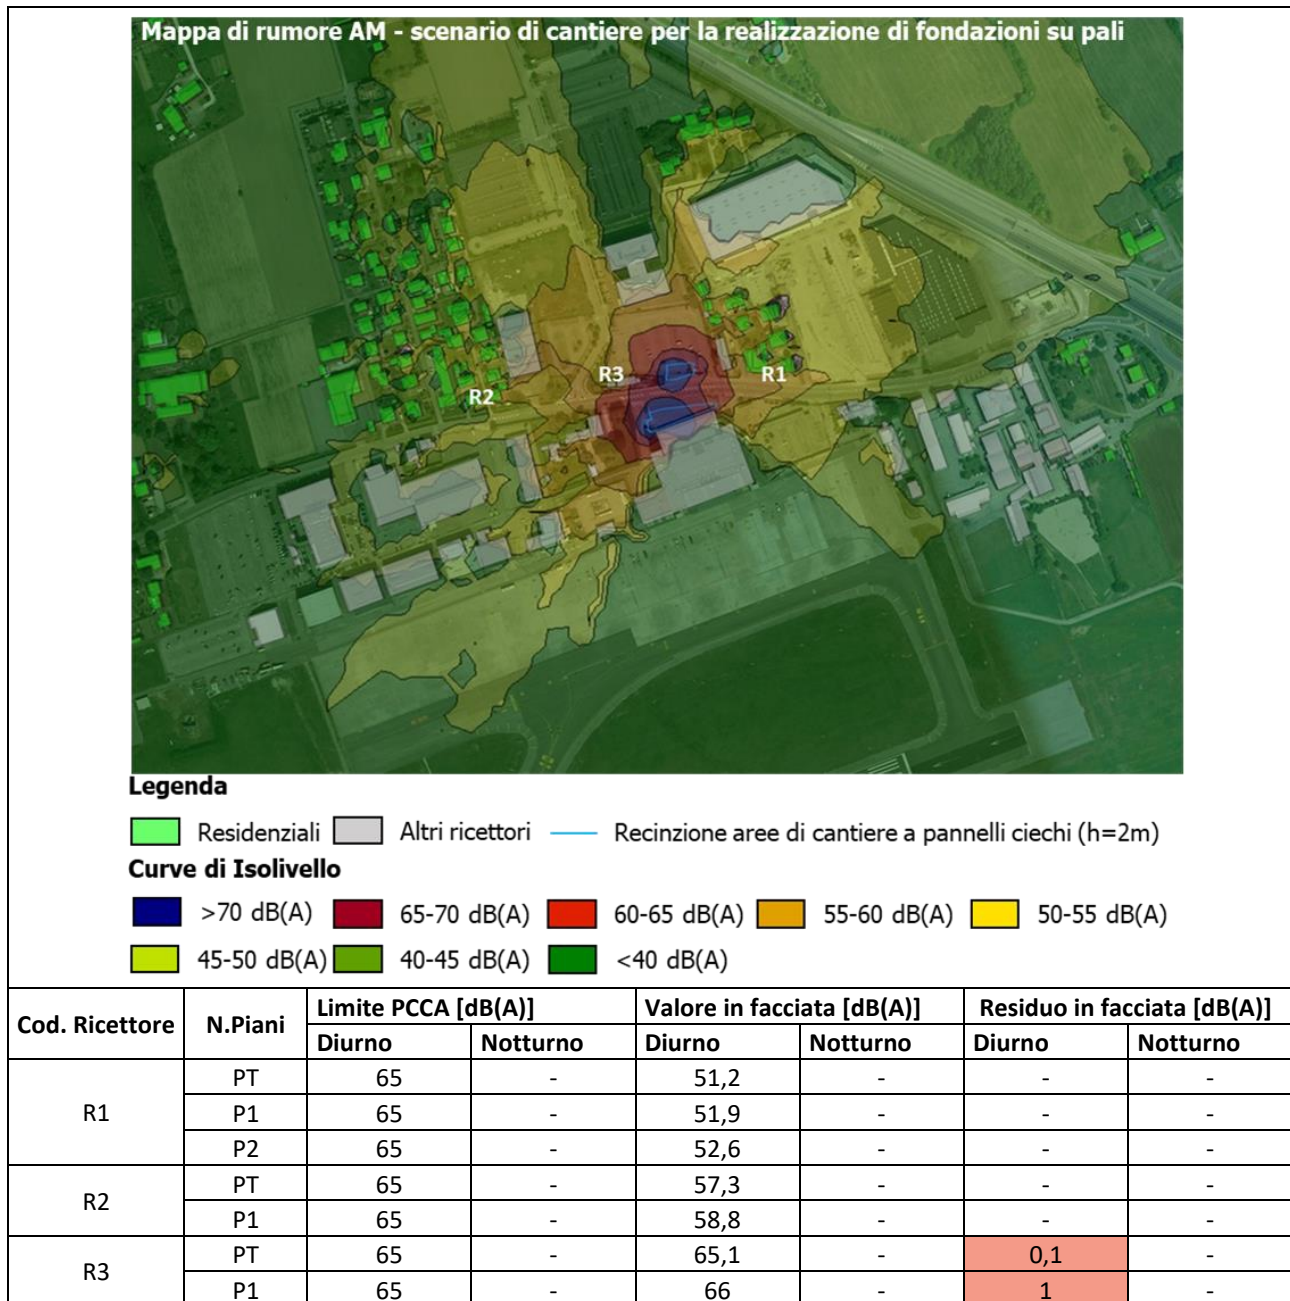 Mappa di rumore AM - scenario di cantiere per la realizzazione di fondazioni su pali
R3
R1
R2
Legenda
Residenziali Altri ricettori Recinzione aree di cantiere a pannelli ciechi (h=2m)
Curve di Isolivello
>70 dB(A) 65-70 dB(A) 60-65 dB(A) 55-60 dB(A) 50-55 dB(A)
45-50 dB(A) 40-45 dB(A) <40 dB(A)
Cod. Ricettore N.Piani Limite PCCA [dB(A)] Valore in facciata [dB(A)] Residuo in facciata [dB(A)]
Diurno Notturno Diurno Notturno Diurno Notturno
R1 PT 65 - 51,2 - - -
P1 65 - 51,9 - - -
P2 65 - 52,6 - - -
R2 PT 65 - 57,3 - - -
P1 65 - 58,8 - - -
R3 PT 65 - 65,1 - 0,1 -
P1 65 - 66 - 1 -